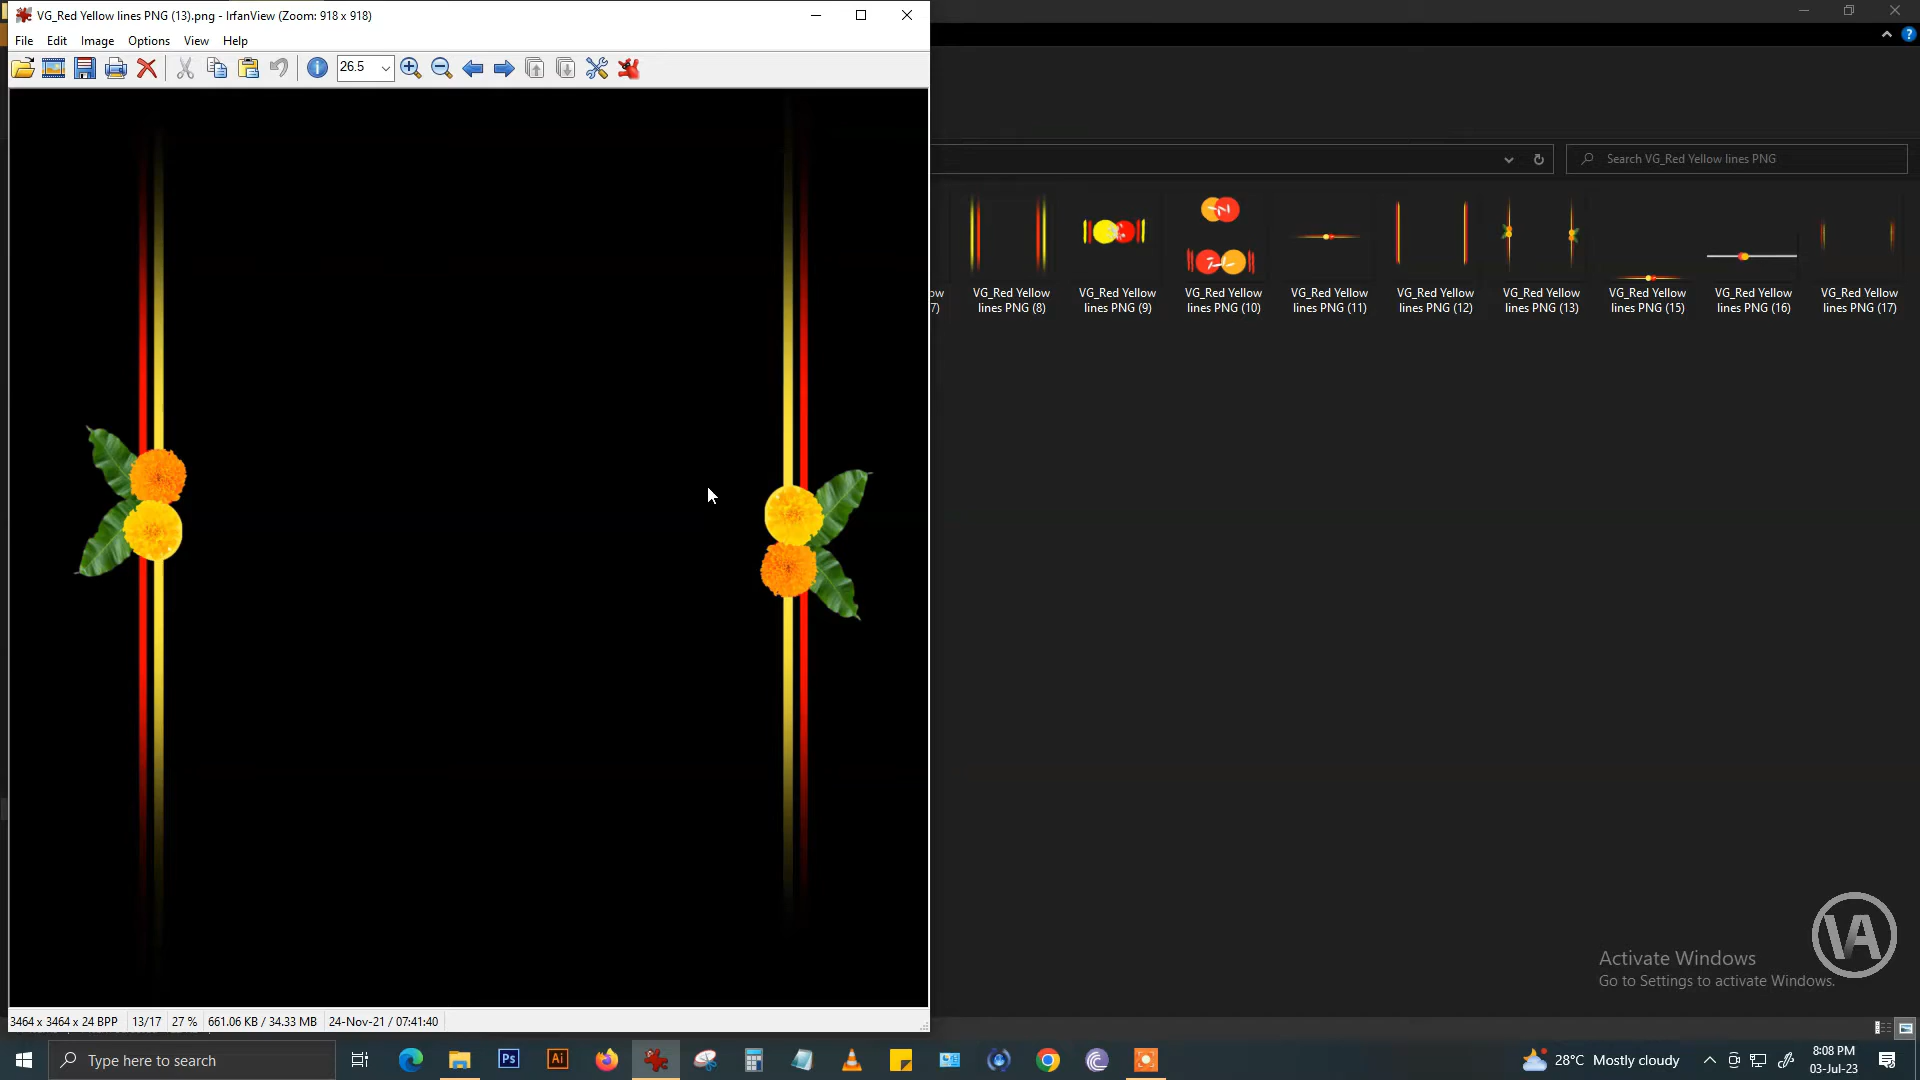 VG_Red Yellow lines PNG (13).png - IrfanView (Zoom: 918 x 918)
File Edit Image Options View Help
26.5
Search VG_Red Yellow lines PNG
ow
7)
VG_Red Yellow
lines PNG (8)
VG_Red Yellow
lines PNG (9)
VG_Red Yellow
lines PNG (10)
VG_Red Yellow
lines PNG (11)
VG_Red Yellow
lines PNG (12)
VG_Red Yellow
lines PNG (13)
VG_Red Yellow
lines PNG (15)
VG_Red Yellow
lines PNG (16)
VG_Red Yellow
lines PNG (17)
VA
Activate Windows
Go to Settings to activate Windows.
3464 x 3464 x 24 BPP 13/17 27 % 661.06 KB / 34.33 MB 24-Nov-21 / 07:41:40
Type here to search
Ps
Ai
28°C Mostly cloudy
8:08 PM
03-Jul-23